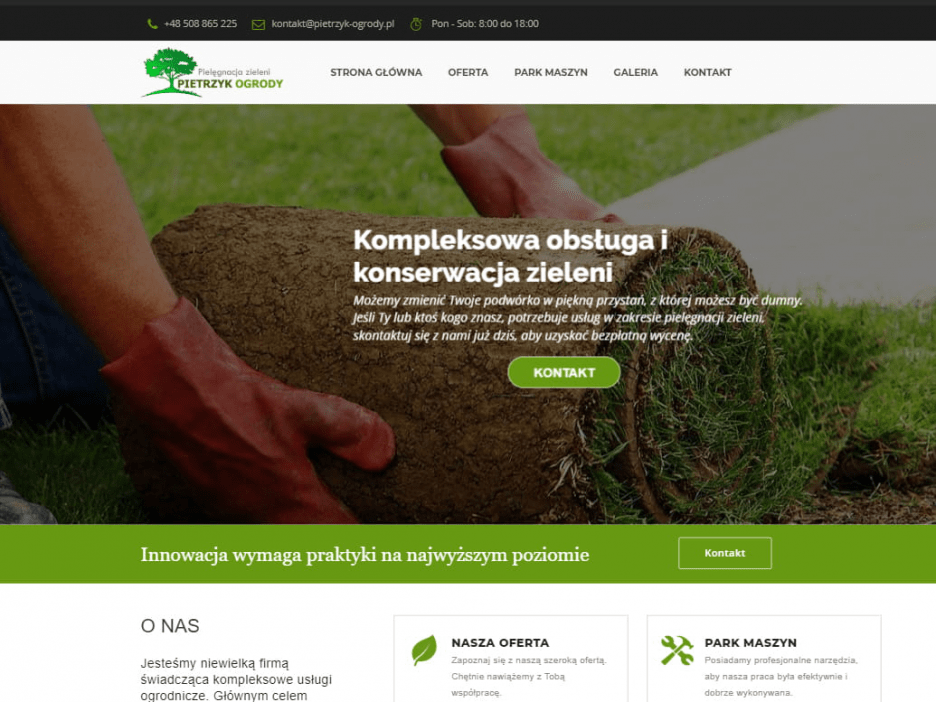 +48 508 865 225 kontakt@pietrzyk-ogrody.pl Pon - Sob: 8:00 do 18:00
Pielęgnacja zieleni
PIETRZYK OGRODY
STRONA GŁÓWNA OFERTA PARK MASZYN GALERIA KONTAKT
Kompleksowa obsługa i
konserwacja zieleni
Możemy zmienić Twoje podwórko w piękną przystań, z której możesz być dumny.
Jeśli Ty lub ktoś kogo znasz, potrzebuje usług w zakresie pielęgnacji zieleni,
skontaktuj się z nami już dziś, aby uzyskać bezpłatną wycenę.
KONTAKT
Innowacja wymaga praktyki na najwyższym poziomie
Kontakt
O NAS
Jesteśmy niewielką firmą
świadcząca kompleksowe usługi
ogrodnicze. Głównym celem
NASZA OFERTA
Zapoznaj się z naszą szeroką ofertą.
Chętnie nawiążemy z Tobą
współpracę.
PARK MASZYN
Posiadamy profesjonalne narzędzia,
aby nasza praca była efektywnie i
dobrze wykonywana.